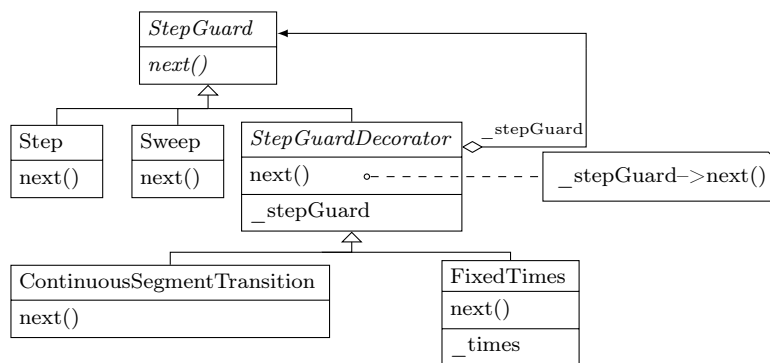 StepGuard
next()
_stepGuard
Step
next()
Sweep
next()
StepGuardDecorator
next()
_stepGuard
_stepGuard–>next()
ContinuousSegmentTransition
next()
FixedTimes
next()
_times